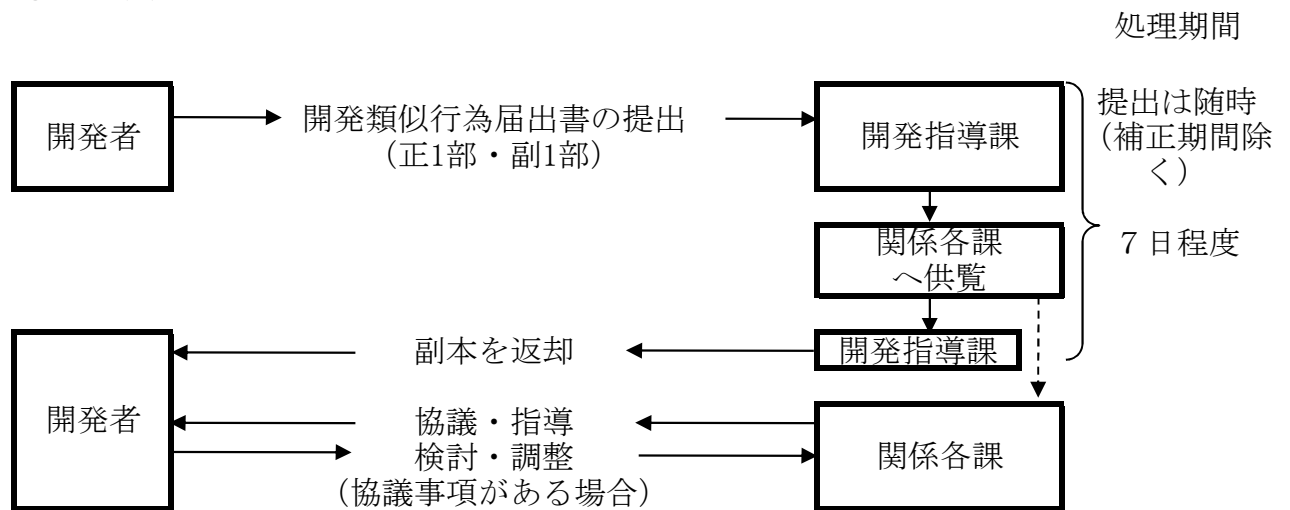 処理期間
開発者
開発類似行為届出書の提出
（正1部・副1部）
開発指導課
提出は随時
（補正期間除
く）
関係各課
へ供覧
７日程度
副本を返却
開発指導課
開発者
協議・指導
検討・調整
（協議事項がある場合）
関係各課